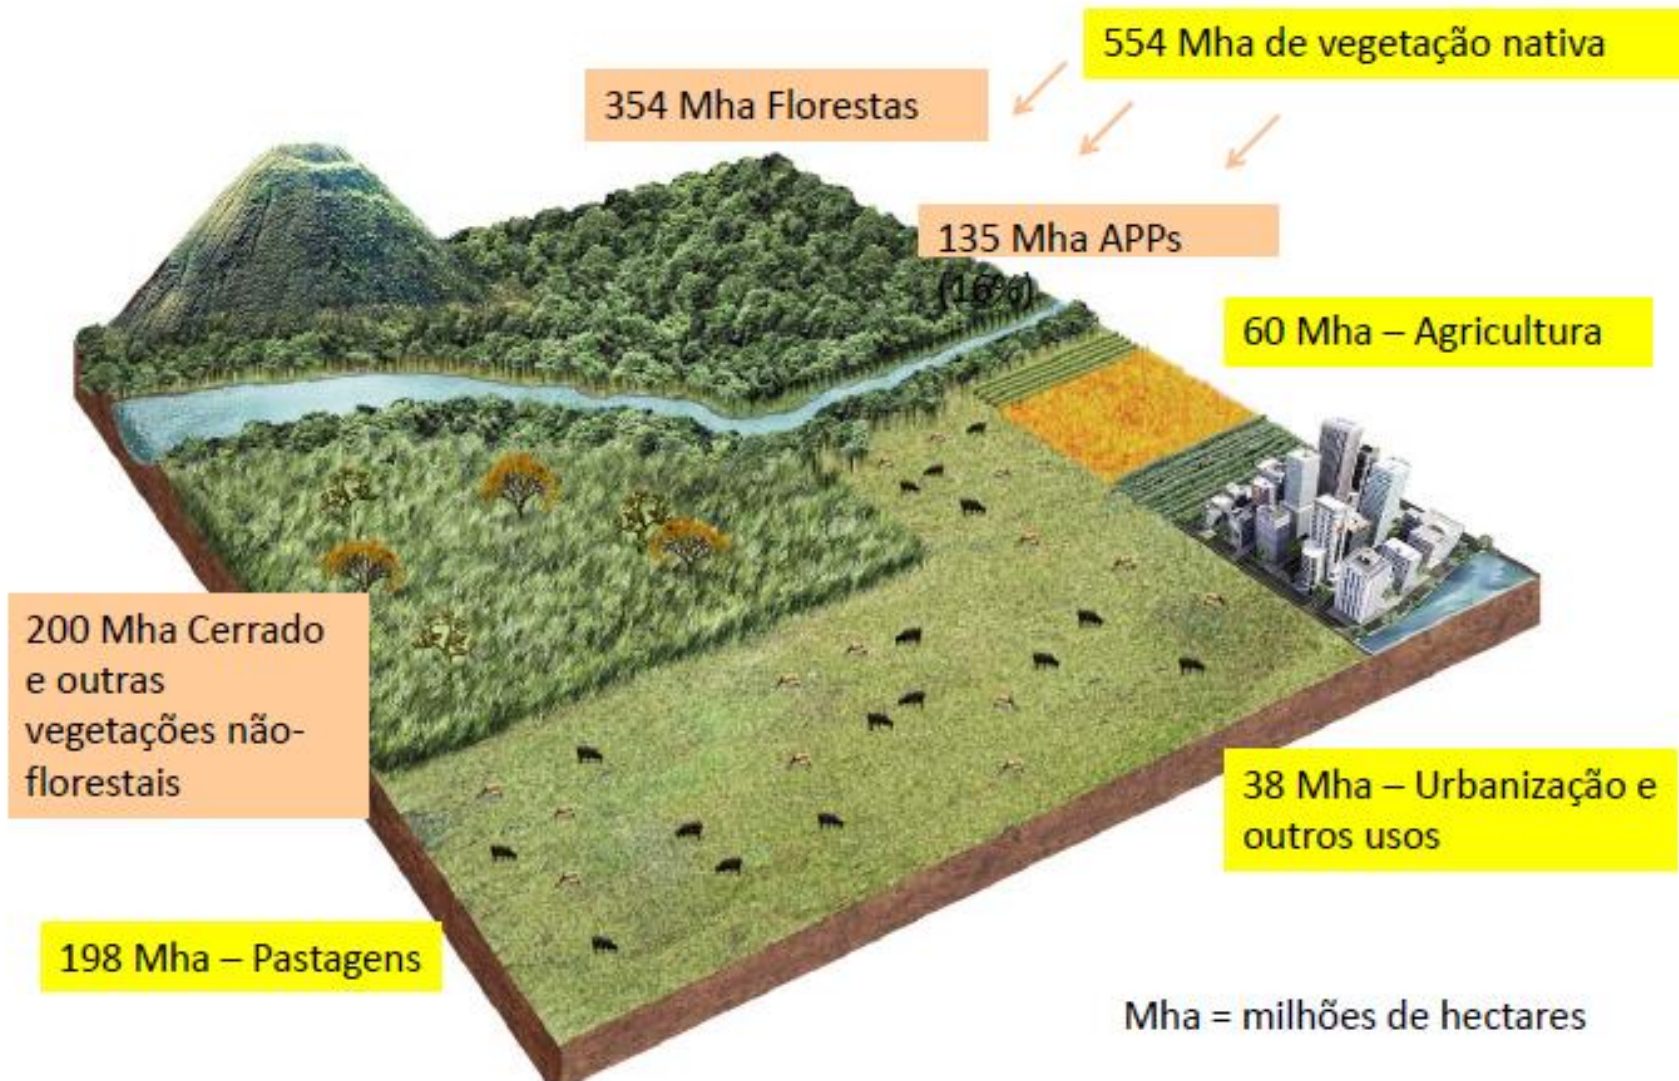 554 Mha de vegetação nativa
354 Mha Florestas
135 Mha APPs
(16%)
60 Mha – Agricultura
200 Mha Cerrado
e outras
vegetações não-
florestais
38 Mha – Urbanização e
outros usos
198 Mha – Pastagens
Mha = milhões de hectares